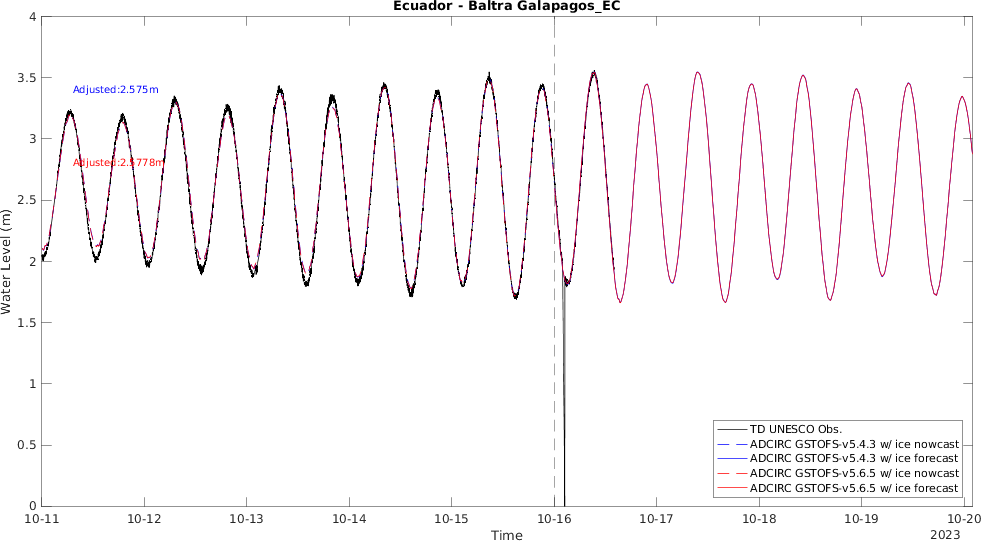 Ecuador - Baltra Galapagos_EC
4
3.5
3
2.5
2
1.5
1
0.5
0
Water Level (m)
Adjusted:2.575m
Adjusted:2.5778m
TD UNESCO Obs.
ADCIRC GSTOFS-v5.4.3 w/ ice nowcast
ADCIRC GSTOFS-v5.4.3 w/ ice forecast
ADCIRC GSTOFS-v5.6.5 w/ ice nowcast
ADCIRC GSTOFS-v5.6.5 w/ ice forecast
10-11 10-12 10-13 10-14 10-15 10-16 10-17 10-18 10-19 10-20
Time
2023